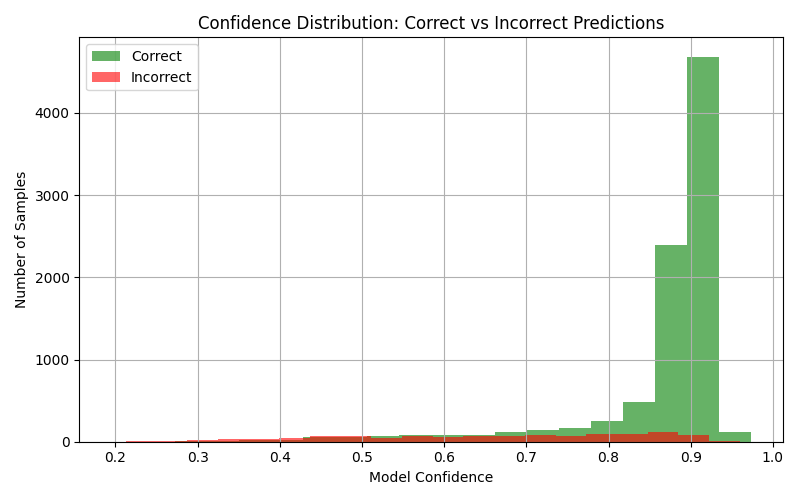 Confidence Distribution: Correct vs Incorrect Predictions
Correct
Incorrect
Number of Samples
4000
3000
2000
1000
0
0.2 0.3 0.4 0.5 0.6 0.7 0.8 0.9 1.0
Model Confidence